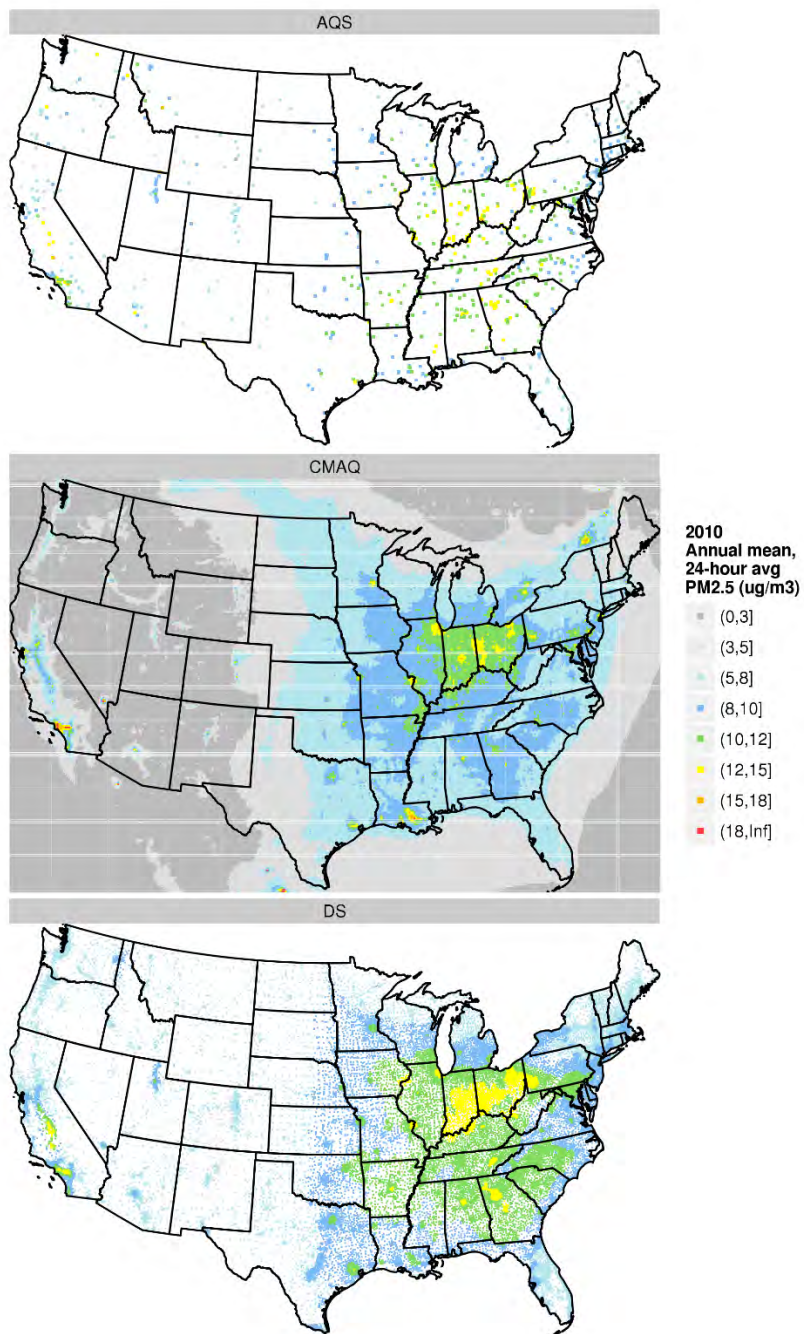 AQS
CMAQ
2010
Annual mean,
24-hour avg
PM2.5 (ug/m3)
(0,3]
(3,5]
(5,8]
(8,10]
(10,12]
(12,15]
(15,18]
(18,Inf]
DS